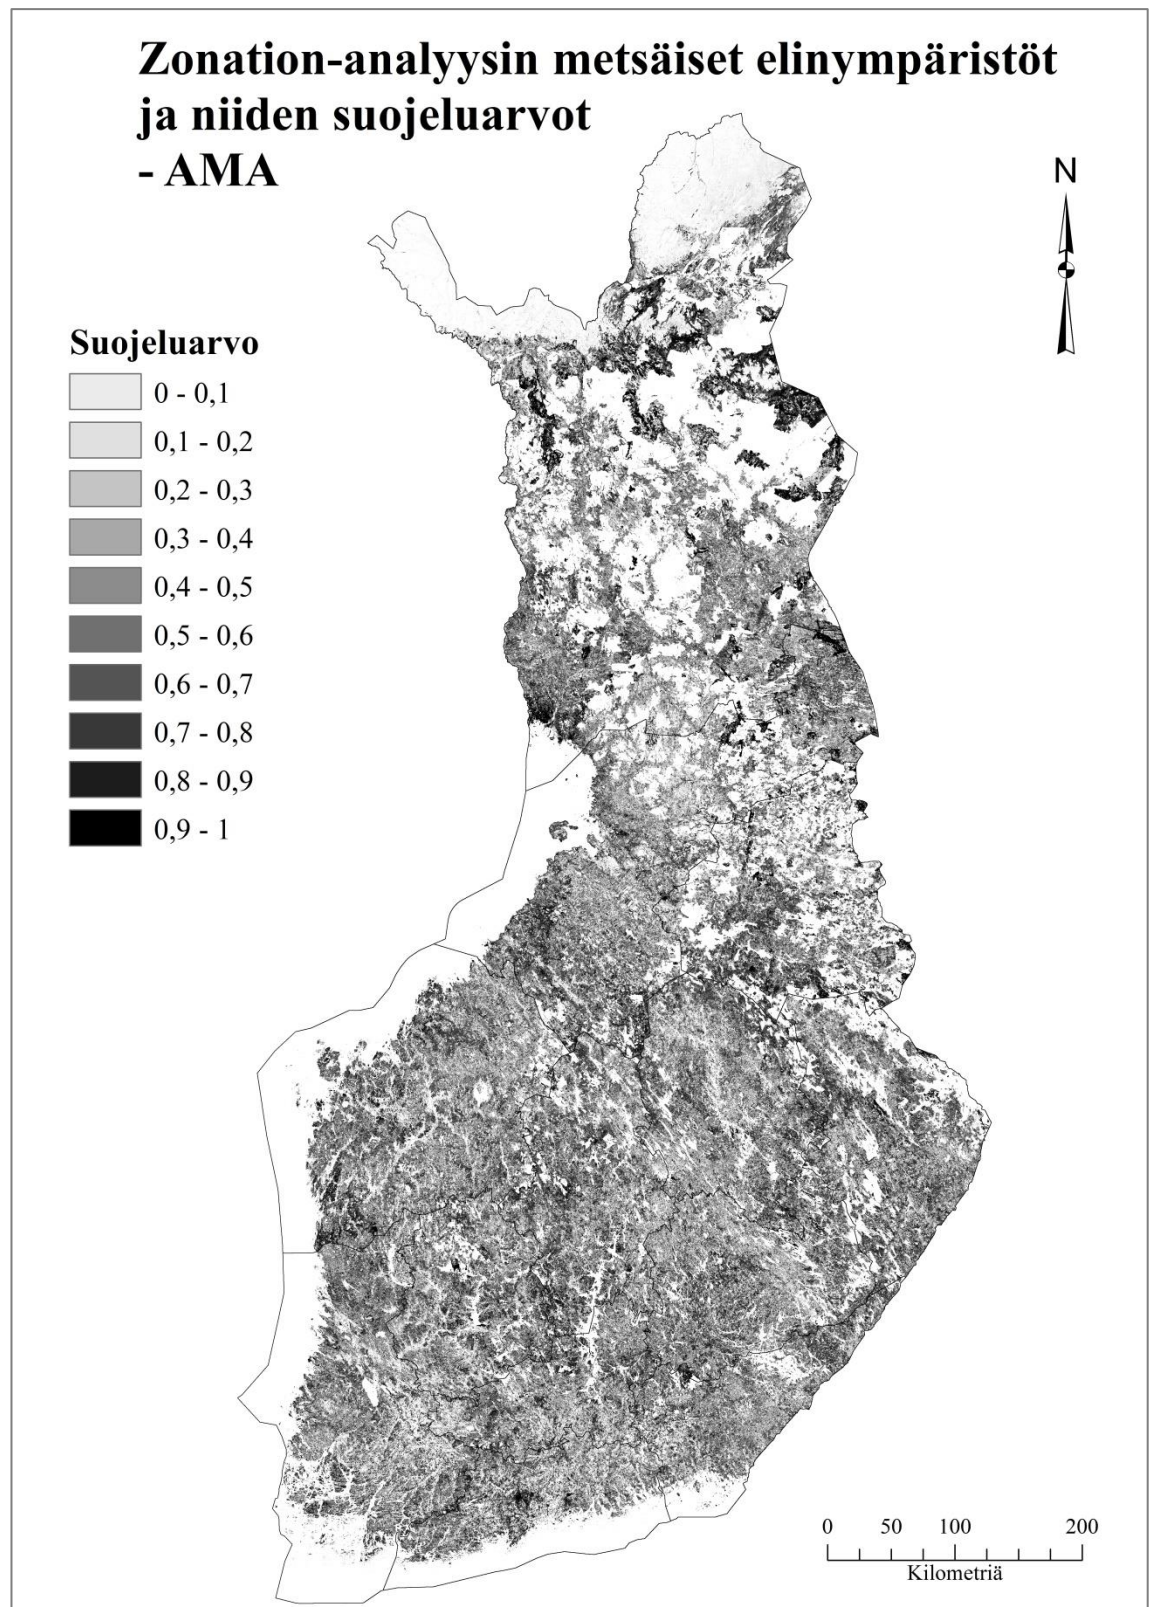 Zonation-analyysin metsäiset elinympäristöt
ja niiden suojeluarvot
- AMA
N
Suojeluarvo
0 - 0,1
0,1 - 0,2
0,2 - 0,3
0,3 - 0,4
0,4 - 0,5
0,5 - 0,6
0,6 - 0,7
0,7 - 0,8
0,8 - 0,9
0,9 - 1
0 50 100 200
Kilometriä